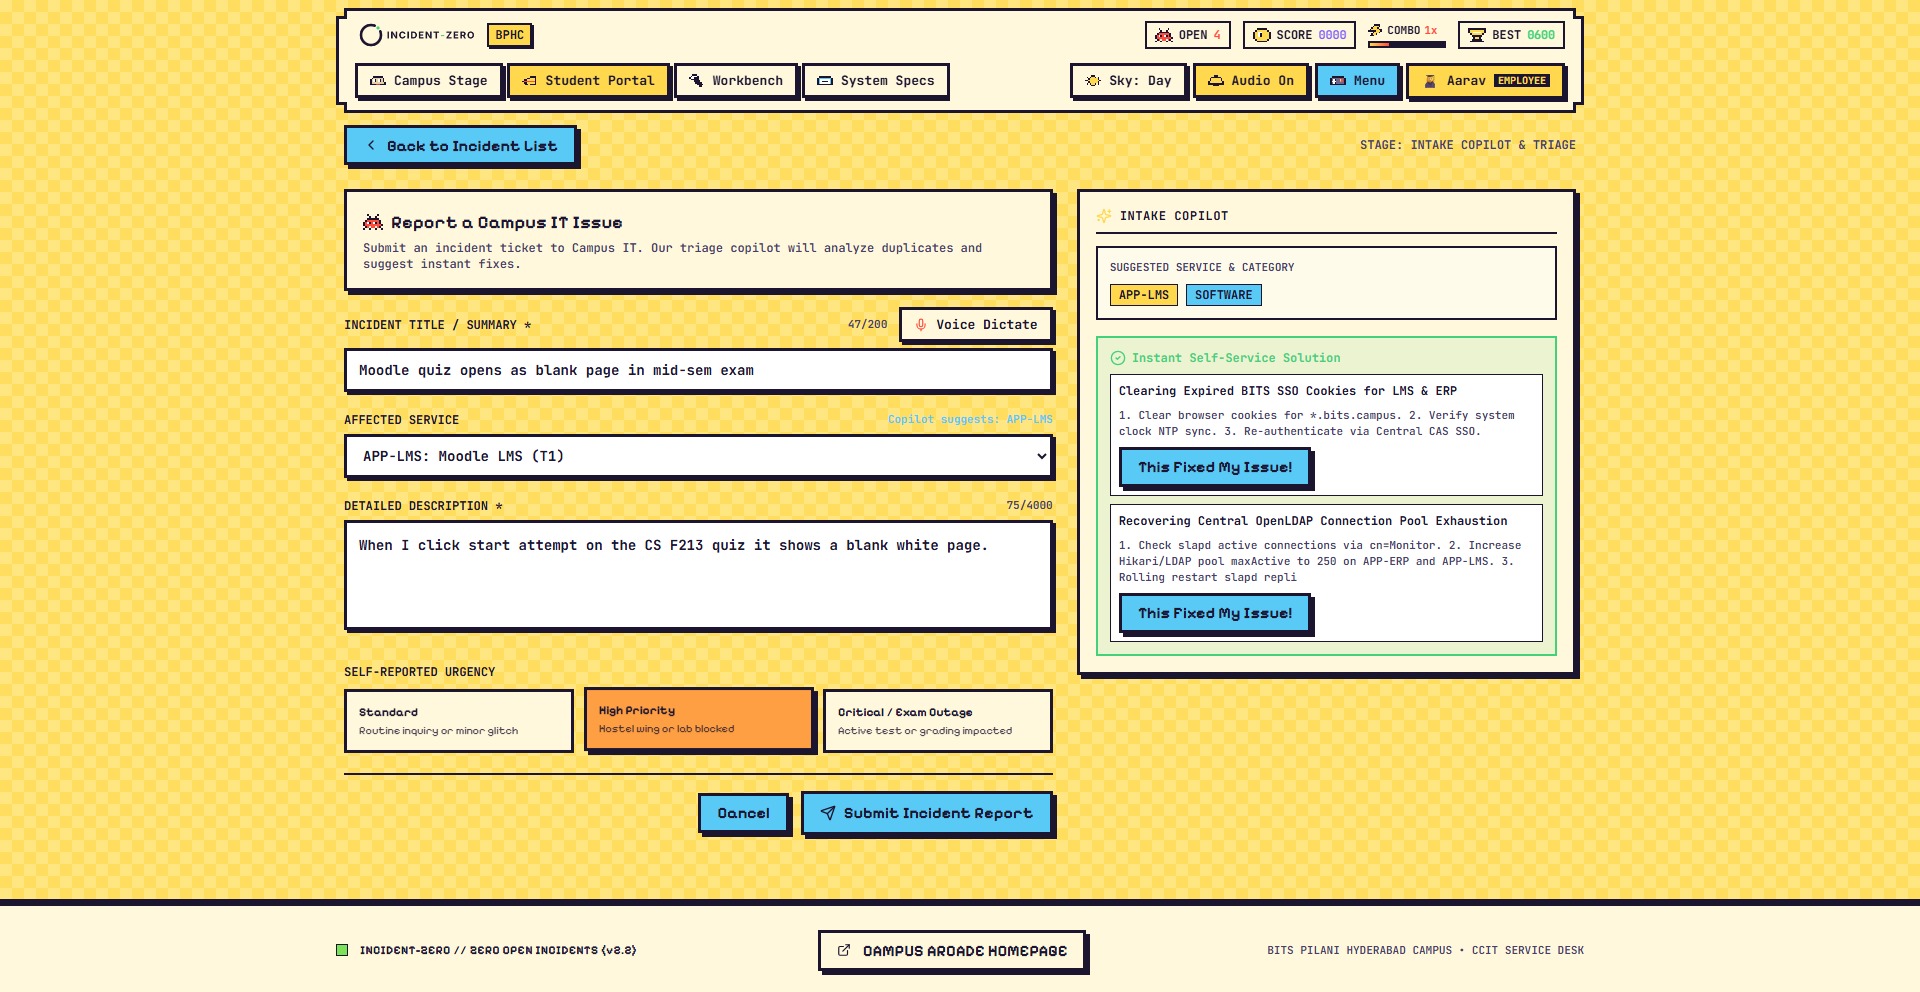 INCIDENT-ZERO BPHC
OPEN 4 SCORE 0000 COMBO 1x BEST 0600
Campus Stage Student Portal Workbench System Specs
Sky: Day Audio On Menu Aarav EMPLOYEE
Back to Incident List
STAGE: INTAKE COPILOT & TRIAGE
Report a Campus IT Issue
Submit an incident ticket to Campus IT. Our triage copilot will analyze duplicates and
suggest instant fixes.
INCIDENT TITLE / SUMMARY *
47/200
Voice Dictate
Moodle quiz opens as blank page in mid-sem exam
AFFECTED SERVICE
Copilot suggests: APP-LMS
APP-LMS: Moodle LMS (T1)
DETAILED DESCRIPTION *
75/4000
When I click start attempt on the CS F213 quiz it shows a blank white page.
SELF-REPORTED URGENCY
Standard
Routine inquiry or minor glitch
High Priority
Hostel wing or lab blocked
Critical / Exam Outage
Active test or grading impacted
Cancel
Submit Incident Report
INTAKE COPILOT
SUGGESTED SERVICE & CATEGORY
APP-LMS SOFTWARE
Instant Self-Service Solution
Clearing Expired BITS SSO Cookies for LMS & ERP
1. Clear browser cookies for *.bits.campus. 2. Verify system
clock NTP sync. 3. Re-authenticate via Central CAS SSO.
This Fixed My Issue!
Recovering Central OpenLDAP Connection Pool Exhaustion
1. Check slapd active connections via cn=Monitor. 2. Increase
Hikari/LDAP pool maxActive to 250 on APP-ERP and APP-LMS. 3.
Rolling restart slapd repli
This Fixed My Issue!
INCIDENT-ZERO // ZERO OPEN INCIDENTS (v2.2)
CAMPUS ARCADE HOMEPAGE
BITS PILANI HYDERABAD CAMPUS • CCIT SERVICE DESK